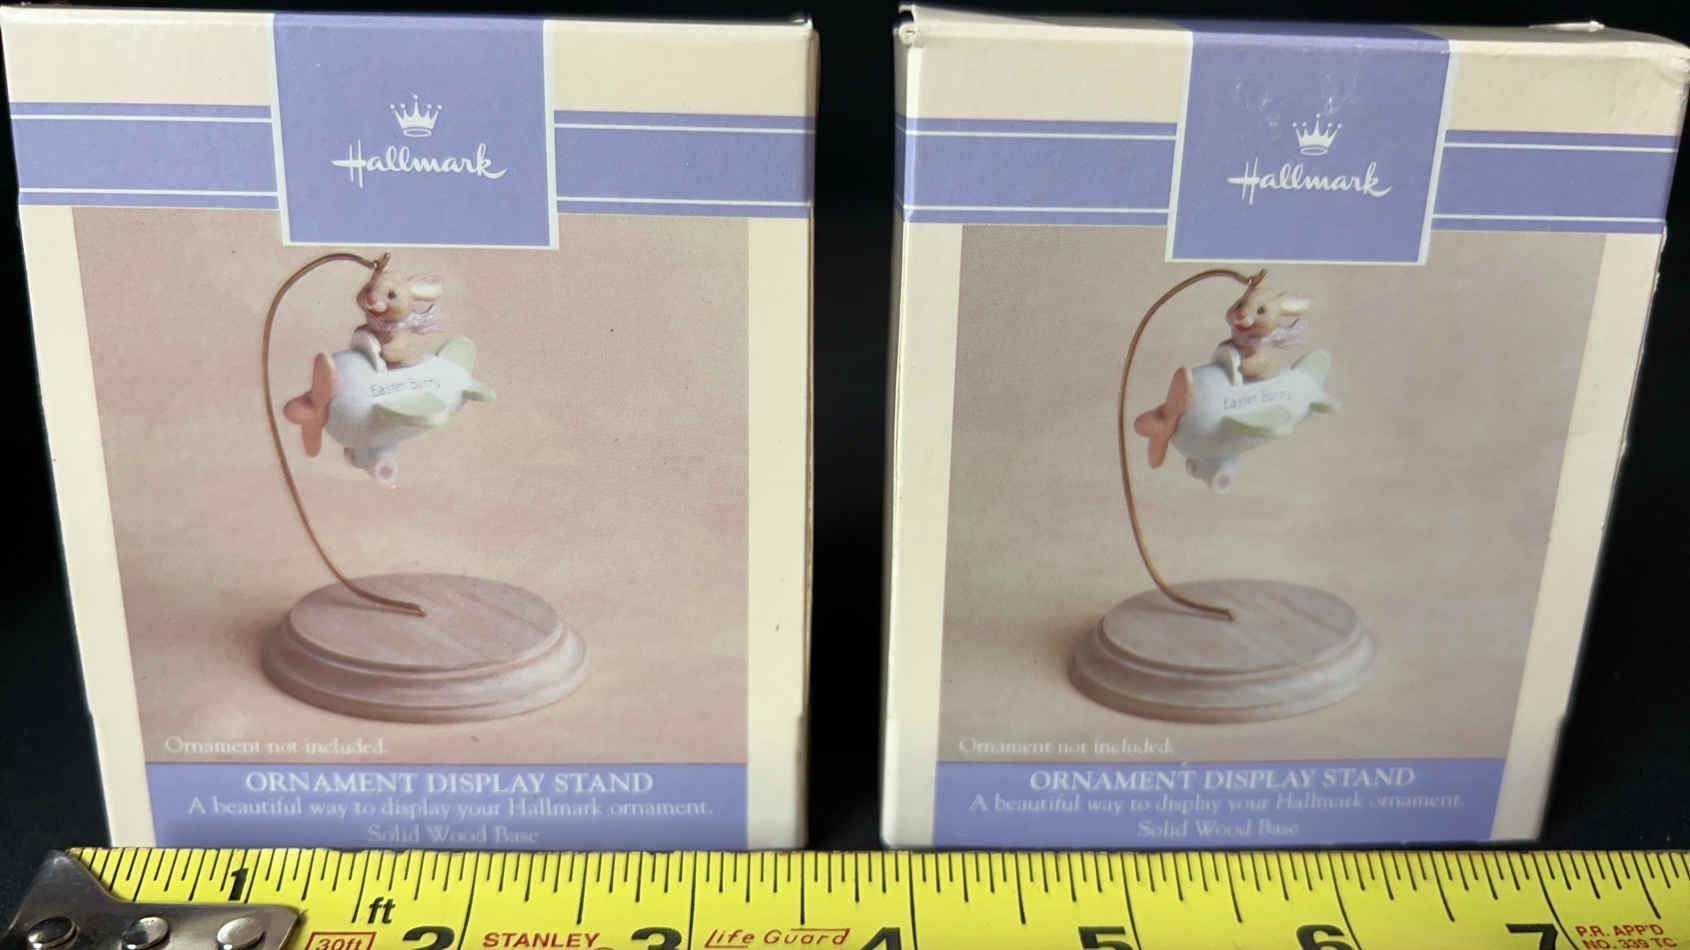 Hallmark
Easter Bunny
Ornament not included.
ORNAMENT DISPLAY STAND
A beautiful way to display your Hallmark ornament.
Solid Wood Base
Hallmark
Easter Bunny
Ornament not included.
ORNAMENT DISPLAY STAND
A beautiful way to display your Hallmark ornament.
Solid Wood Base
1 ft 2 3 4 5 6 7
30ft STANLEY Life Guard P.R. APP'D
NO. 339 TC